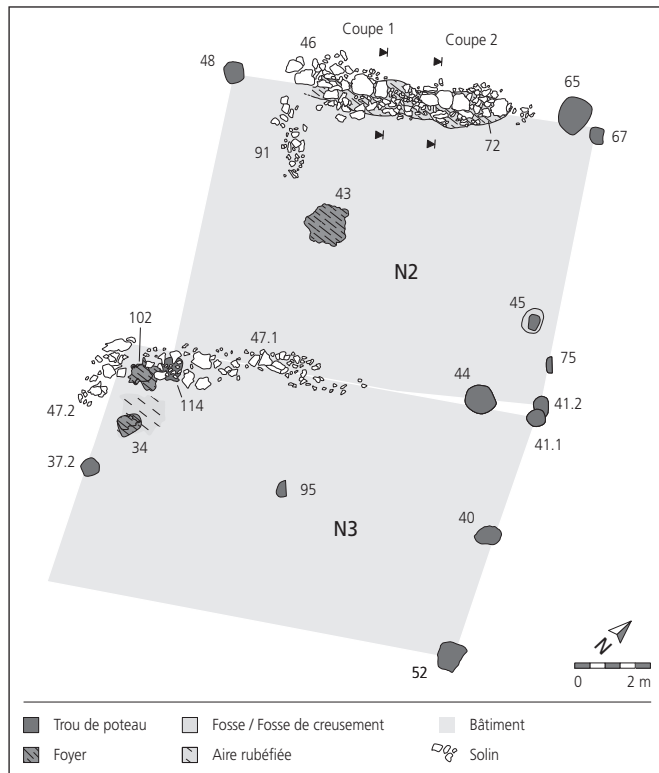 Coupe 1
46
Coupe 2
48
65
67
72
91
43
N2
45
102
47.1
75
44
41.2
114
47.2
41.1
34
37.2
95
40
N3
N
52
0 2 m
Trou de poteau Fosse / Fosse de creusement Bâtiment
Foyer Aire rubéfiée Solin